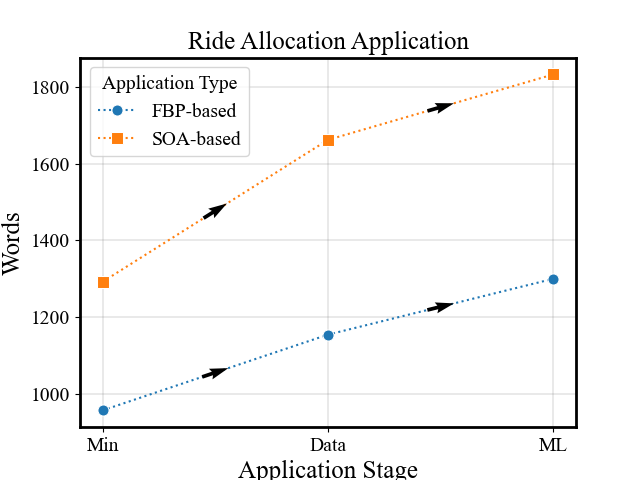 Ride Allocation Application
Application Type
FBP-based
SOA-based
Words
1800
1600
1400
1200
1000
Min
Data
ML
Application Stage